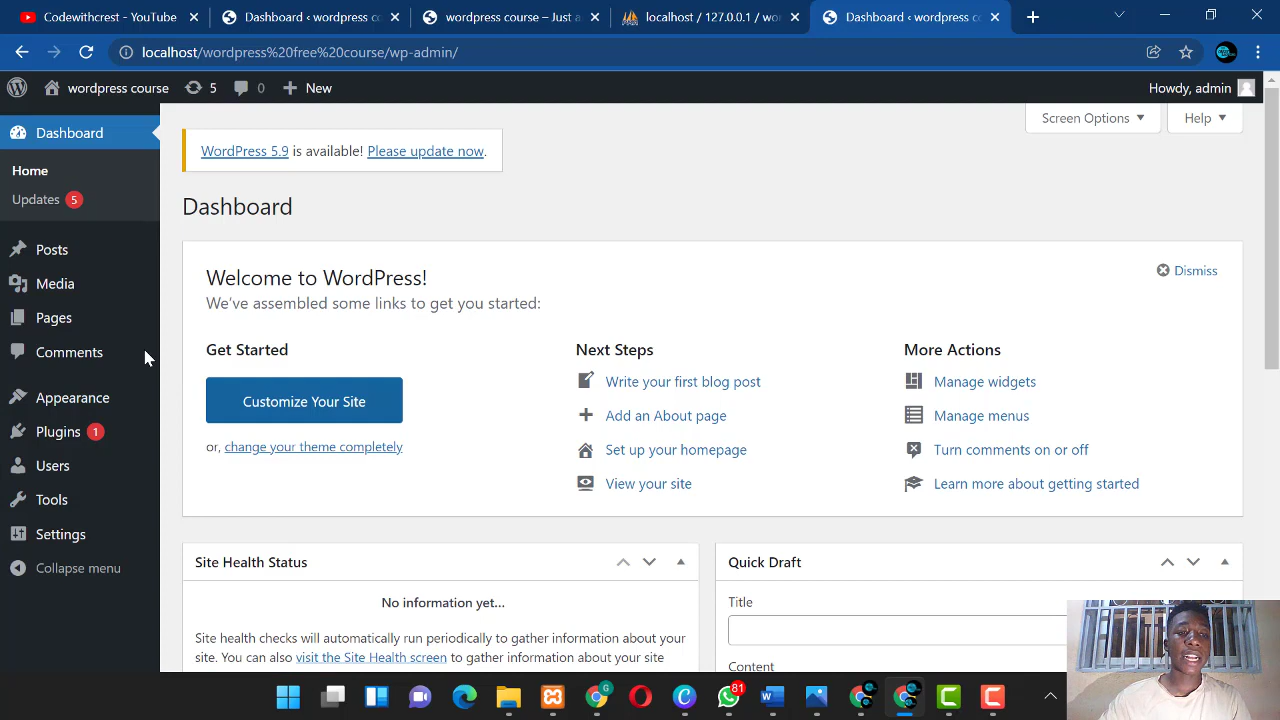 Codewithcrest - YouTube
Dashboard ‹ wordpress c
wordpress course – Just a
localhost / 127.0.0.1 / wor
Dashboard ‹ wordpress c
localhost/wordpress%20free%20course/wp-admin/
wordpress course
5
0
New
Howdy, admin
Dashboard
Home
Updates 5
Posts
Media
Pages
Comments
Appearance
Plugins 1
Users
Tools
Settings
Collapse menu
Screen Options
Help
WordPress 5.9 is available! Please update now.
Dashboard
Welcome to WordPress!
We've assembled some links to get you started:
Dismiss
Get Started
Customize Your Site
or, change your theme completely
Next Steps
Write your first blog post
Add an About page
Set up your homepage
View your site
More Actions
Manage widgets
Manage menus
Turn comments on or off
Learn more about getting started
Site Health Status
No information yet...
Site health checks will automatically run periodically to gather information about your
site. You can also visit the Site Health screen to gather information about your site
Quick Draft
Title
Content
81